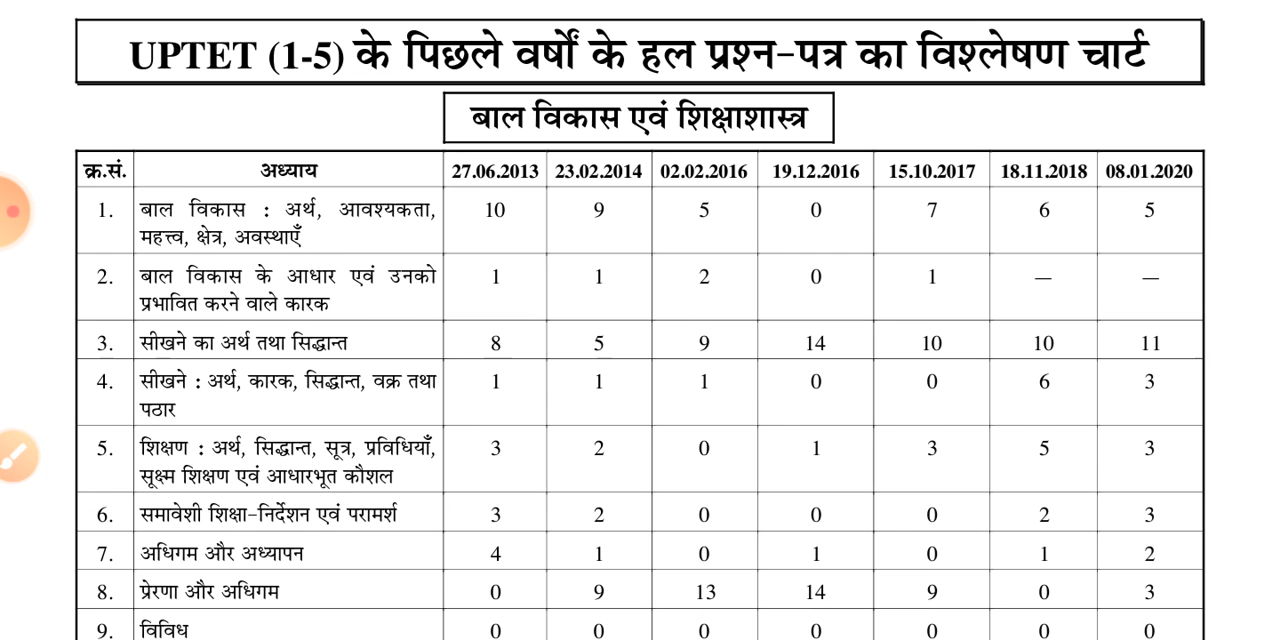 UPTET (1-5) के पिछले वर्षों के हल प्रश्न-पत्र का विश्लेषण चार्ट
बाल विकास एवं शिक्षाशास्त्र
क्र.सं. अध्याय 27.06.2013 23.02.2014 02.02.2016 19.12.2016 15.10.2017 18.11.2018 08.01.2020
1. बाल विकास : अर्थ, आवश्यकता, 10 9 5 0 7 6 5
महत्त्व, क्षेत्र, अवस्थाएँ
2. बाल विकास के आधार एवं उनको 1 1 2 0 1 — —
प्रभावित करने वाले कारक
3. सीखने का अर्थ तथा सिद्धान्त 8 5 9 14 10 10 11
4. सीखने : अर्थ, कारक, सिद्धान्त, वक्र तथा 1 1 1 0 0 6 3
पठार
5. शिक्षण : अर्थ, सिद्धान्त, सूत्र, प्रविधियाँ, 3 2 0 1 3 5 3
सूक्ष्म शिक्षण एवं आधारभूत कौशल
6. समावेशी शिक्षा-निर्देशन एवं परामर्श 3 2 0 0 0 2 3
7. अधिगम और अध्यापन 4 1 0 1 0 1 2
8. प्रेरणा और अधिगम 0 9 13 14 9 0 3
9. विविध 0 0 0 0 0 0 0